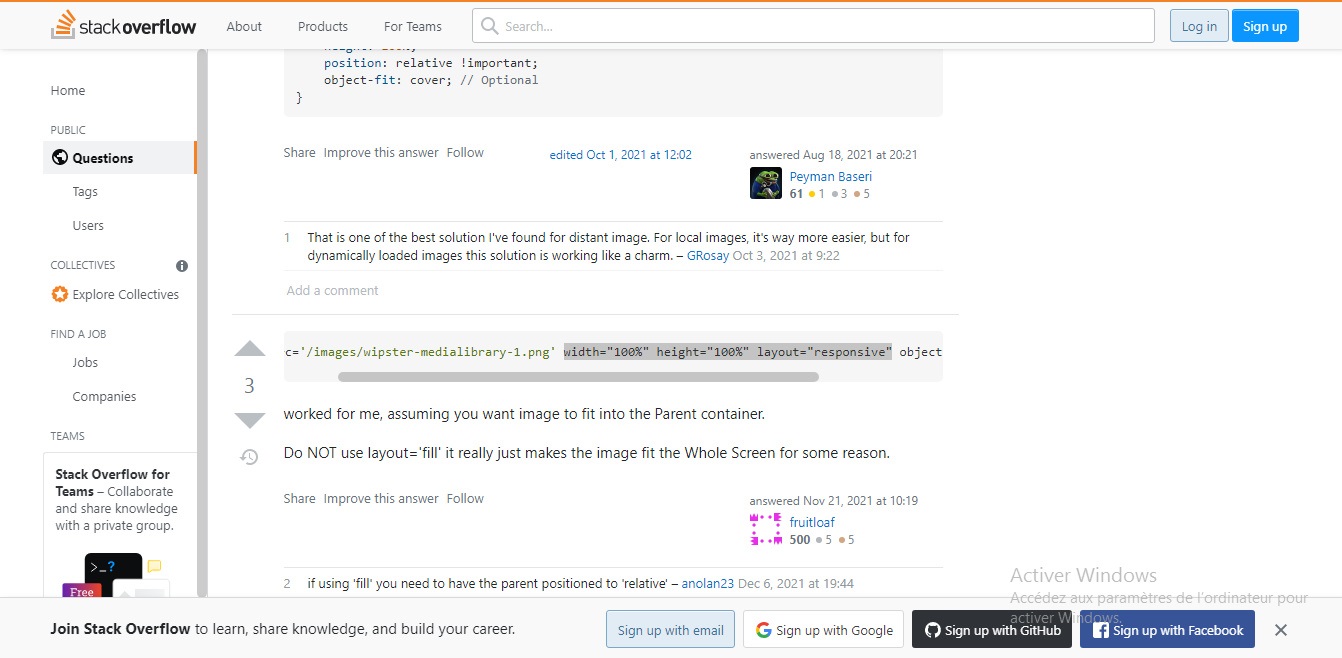 stackoverflow
About
Products
For Teams
Search...
Log in
Sign up
Home
PUBLIC
Questions
Tags
Users
COLLECTIVES
Explore Collectives
FIND A JOB
Jobs
Companies
TEAMS
Stack Overflow for
Teams – Collaborate
and share knowledge
with a private group.
>_?
Free
position: relative !important;
object-fit: cover; // Optional
}
Share Improve this answer Follow
edited Oct 1, 2021 at 12:02
answered Aug 18, 2021 at 20:21
Peyman Baseri
61 1 3 5
1 That is one of the best solution I've found for distant image. For local images, it's way more easier, but for
dynamically loaded images this solution is working like a charm. – GRosay Oct 3, 2021 at 9:22
Add a comment
3
c='/images/wipster-medialibrary-1.png' width="100%" height="100%" layout="responsive" object
worked for me, assuming you want image to fit into the Parent container.
Do NOT use layout='fill' it really just makes the image fit the Whole Screen for some reason.
Share Improve this answer Follow
answered Nov 21, 2021 at 10:19
fruitloaf
500 5 5
2 if using 'fill' you need to have the parent positioned to 'relative' – anolan23 Dec 6, 2021 at 19:44
Activer Windows
Accédez aux paramètres de l'ordinateur pour
activer Windows.
Join Stack Overflow to learn, share knowledge, and build your career.
Sign up with email
Sign up with Google
Sign up with GitHub
Sign up with Facebook